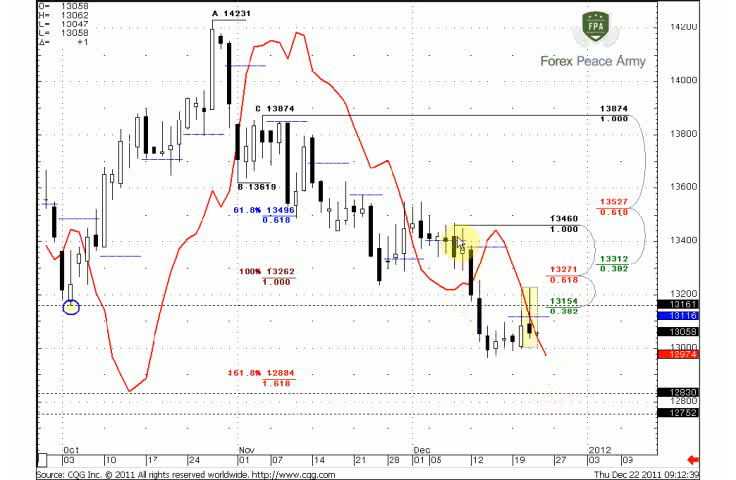 O= 13058
H= 13062
L= 13047
L= 13058
Δ= +1
A 14231
14200
FPA
Forex Peace Army
14000
C 13874
13874
1.000
13800
B 13619
13600
61.8% 13496
0.618
13527
0.618
13460
1.000
13400
13312
0.382
100% 13262
1.000
13271
0.618
13200
13154
0.382
13161
13116
13058
13000
12974
161.8% 12884
1.618
12830
12800
12752
Oct Nov Dec 2012
03 10 17 24 01 07 14 21 01 05 12 19 27 03 09
Source: CQG Inc. © 2011 All rights reserved worldwide. http://www.cqg.com
Thu Dec 22 2011 09:12:39